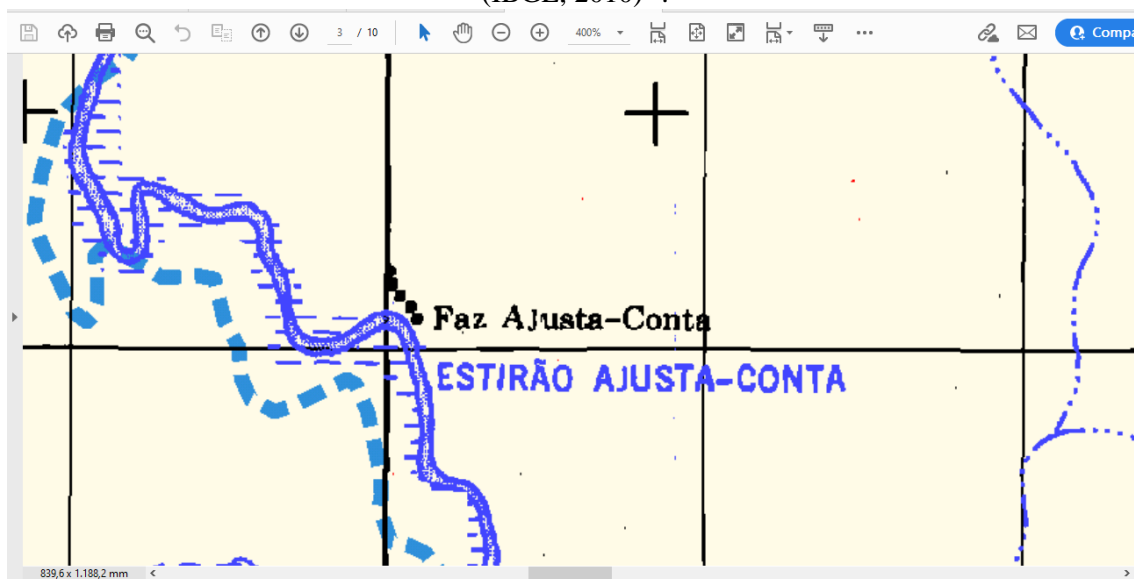 (IBGE, 2010) .
3 / 10
400%
Compa
Faz AJusta-Conta
ESTIRÃO AJUSTA-CONTA
839,6 x 1.188,2 mm